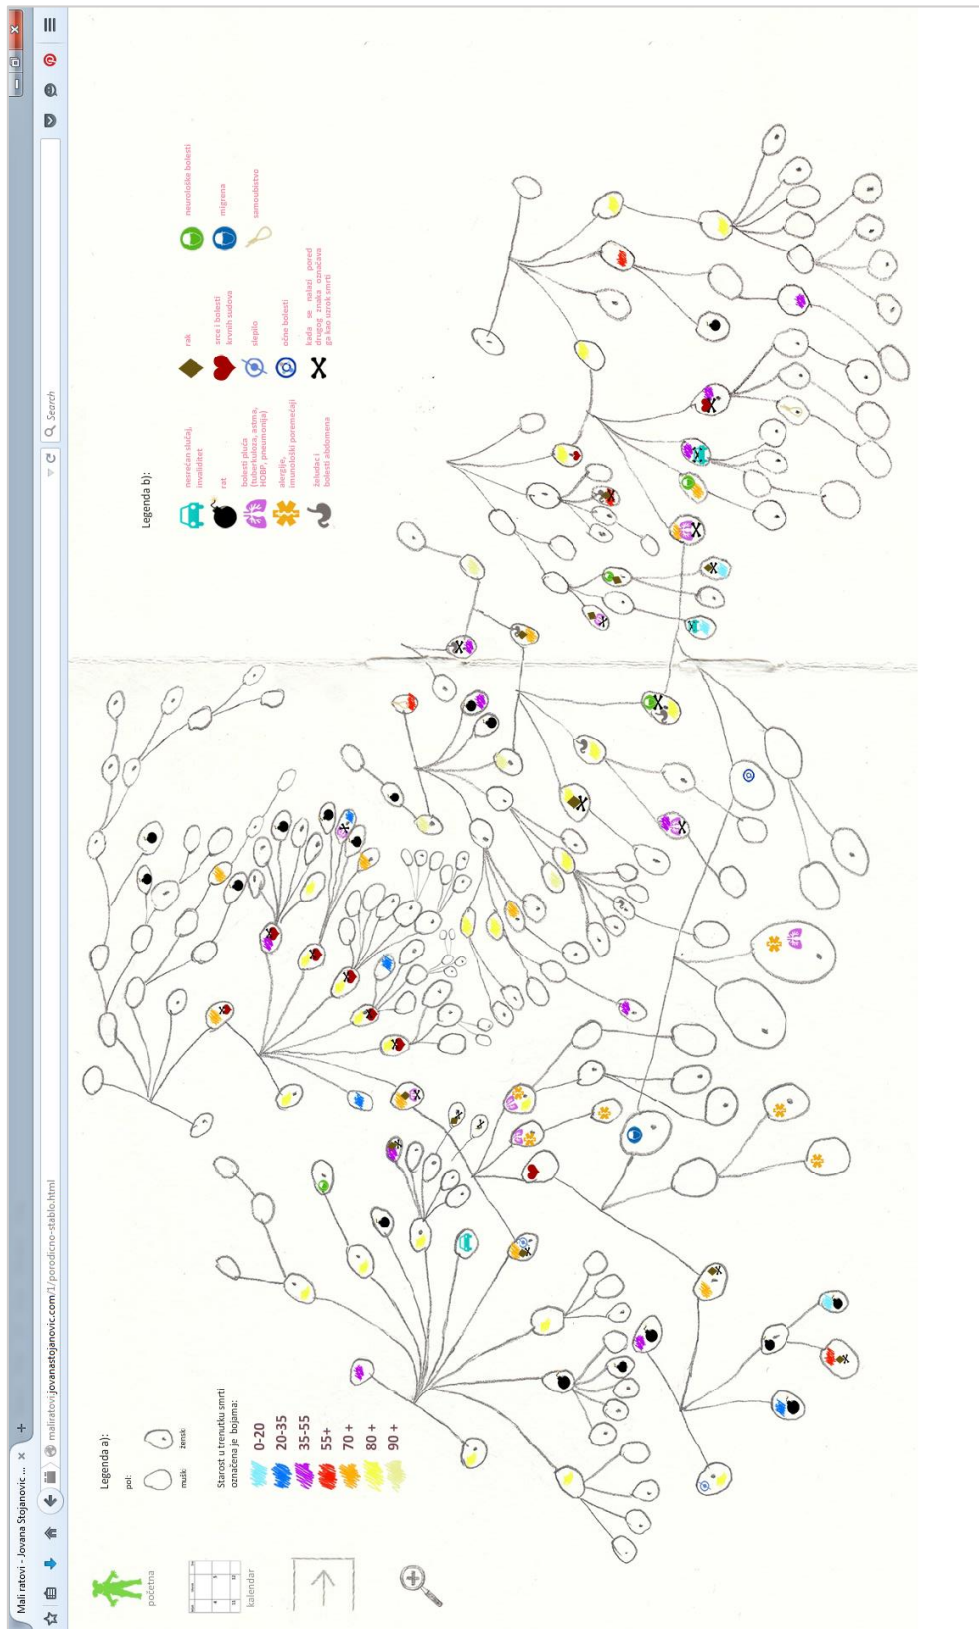 Mali ratovi - Jovana Stojanovic ...
maliratovi.jovanastojanovic.com/1/porodicno-stablo.html
Search
početna
kalendar
Legenda a):
pol:
muški
ženski
Starost u trenutku smrti
označena je bojama:
0-20
20-35
35-55
55+
70 +
80 +
90 +
Legenda b):
nesrećan slučaj,
invaliditet
rat
bolesti pluća
(tuberkuloza, astma,
HOBP, pneumonija)
alergije,
imunološki poremećaji
želudac i
bolesti abdomena
rak
srce i bolesti
krvnih sudova
slepilo
očne bolesti
kada se nalazi pored
drugog znaka označava
ga kao uzrok smrti
neurološke bolesti
migrena
samoubistvo